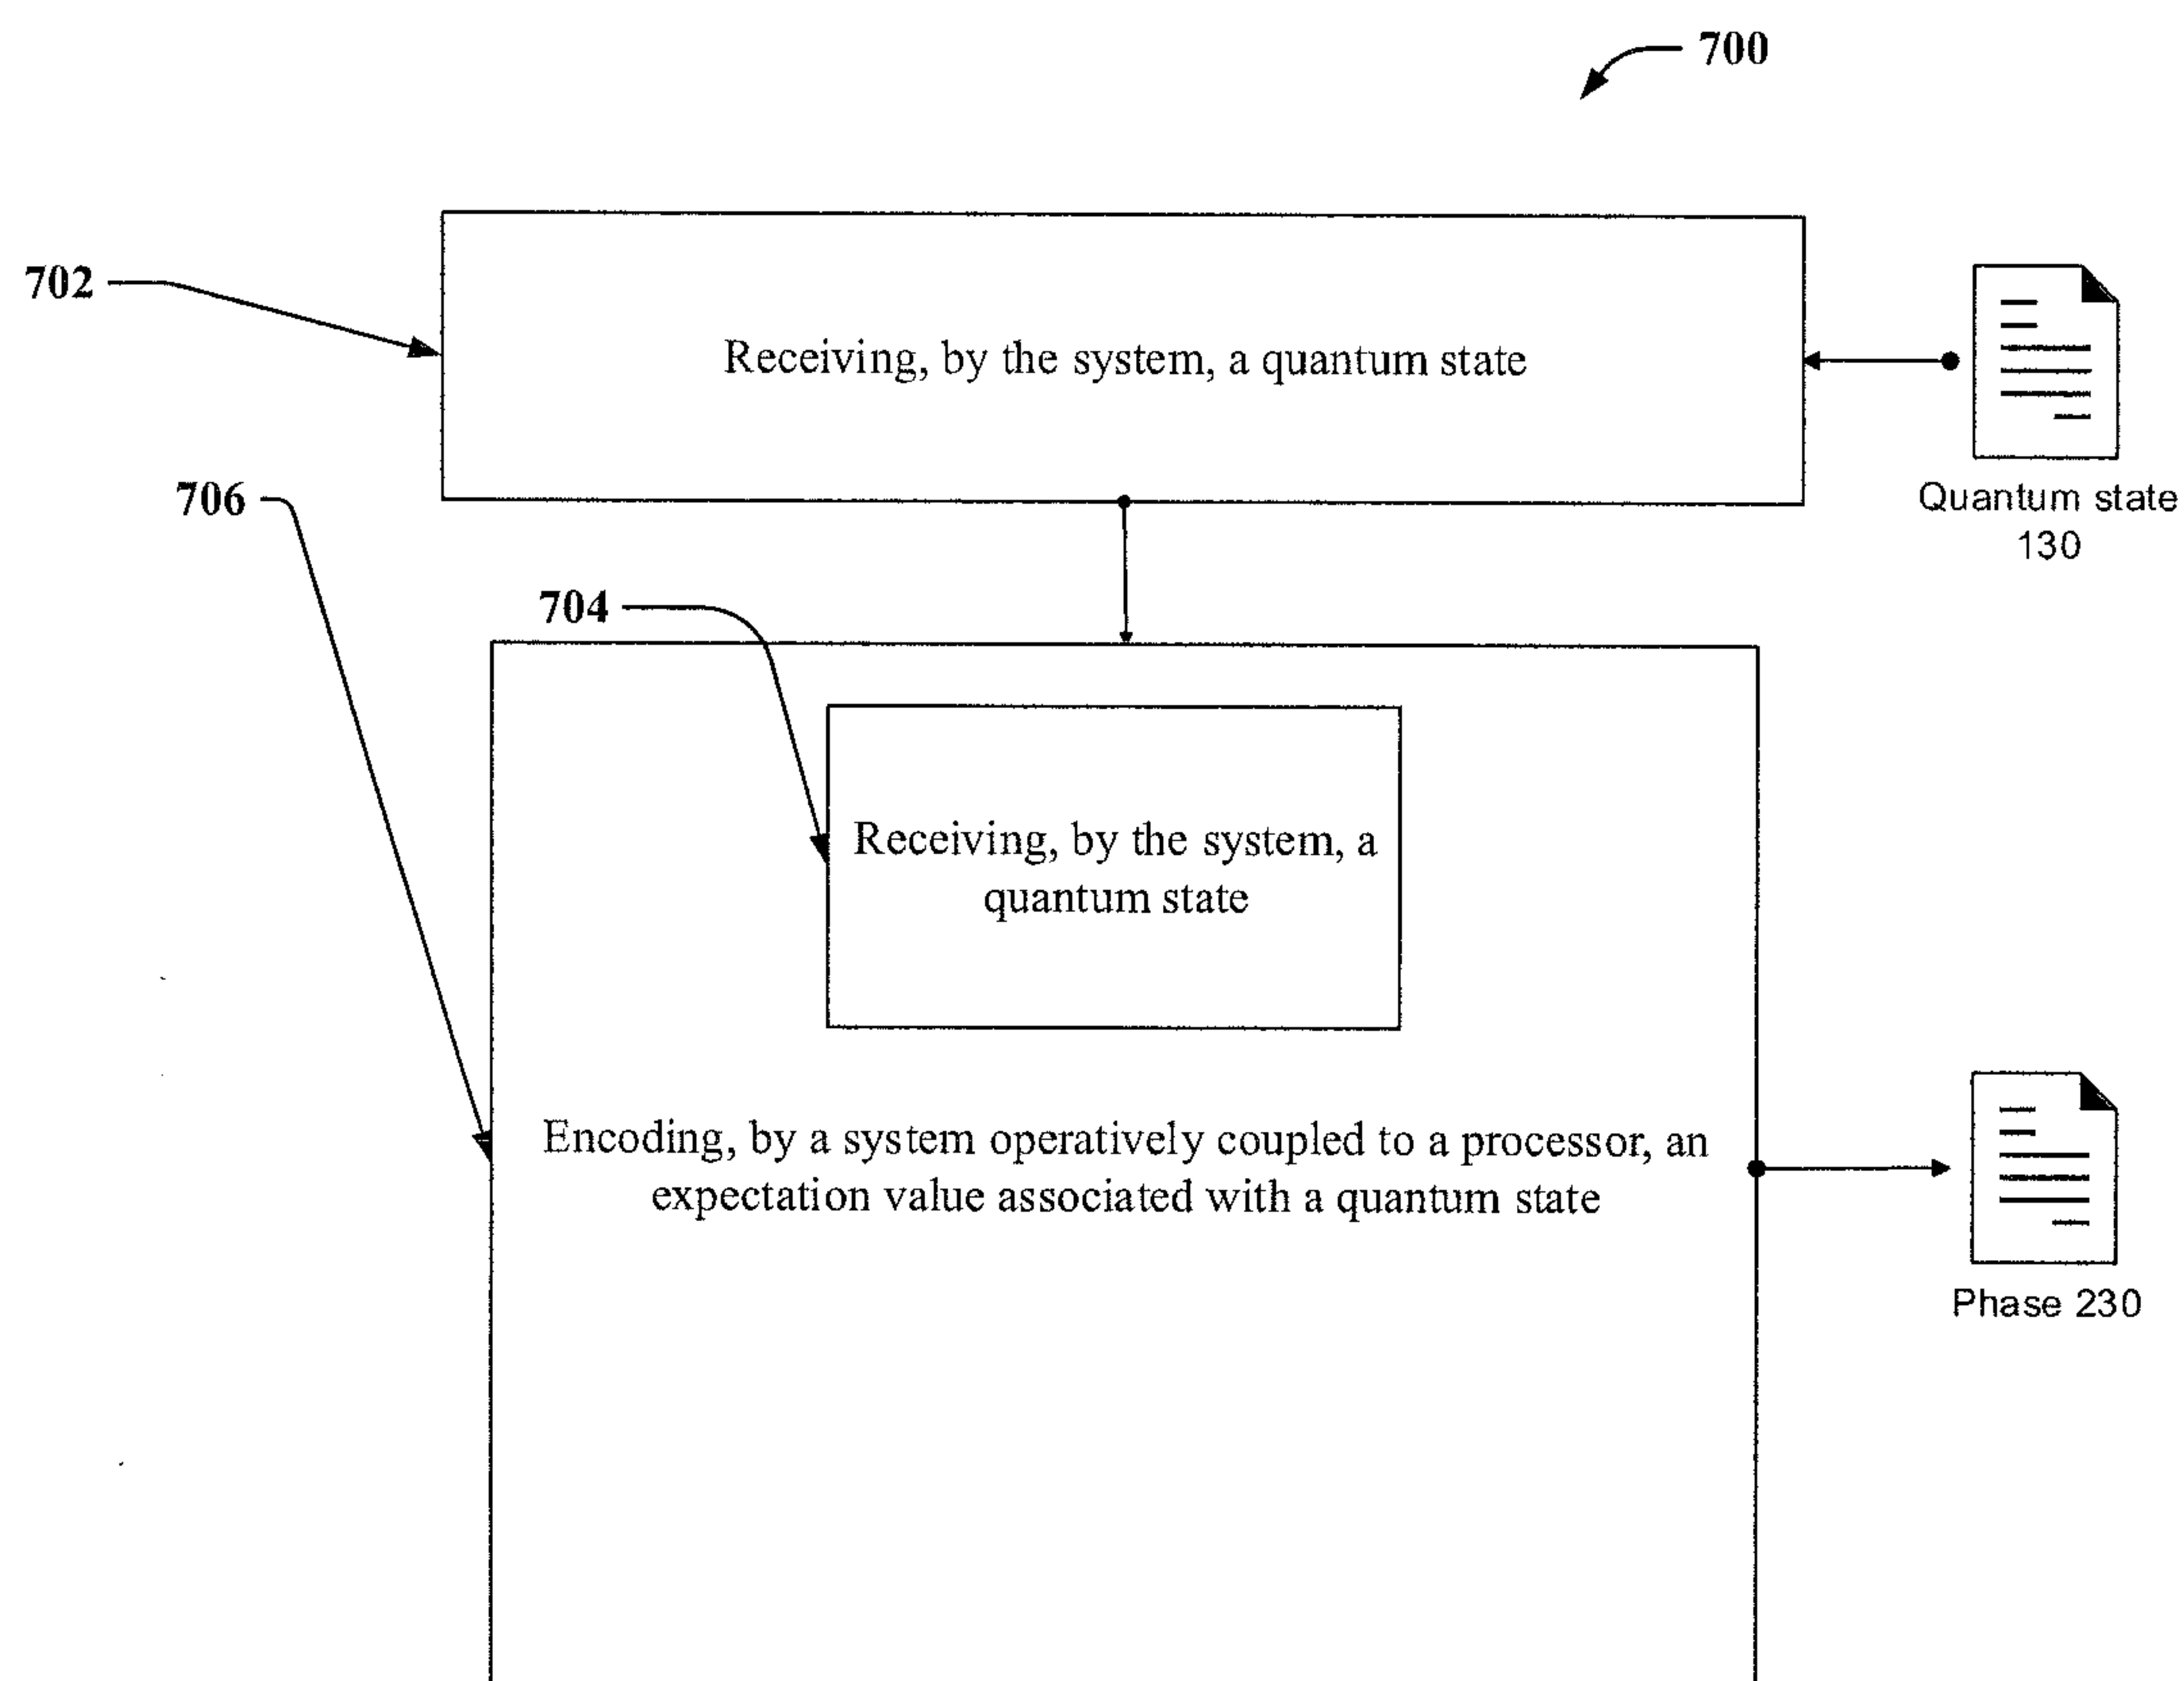 700
702
Receiving, by the system, a quantum state
Quantum state
130
706
704
Receiving, by the system, a
quantum state
Encoding, by a system operatively coupled to a processor, an
expectation value associated with a quantum state
Phase 230